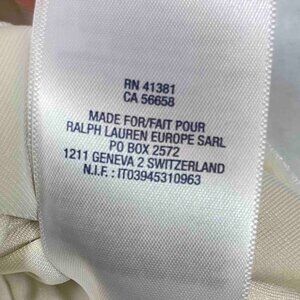 RN 41381
CA 56658
MADE FOR/FAIT POUR
RALPH LAUREN EUROPE SARL
PO BOX 2572
1211 GENEVA 2 SWITZERLAND
N.I.F. : IT03945310963